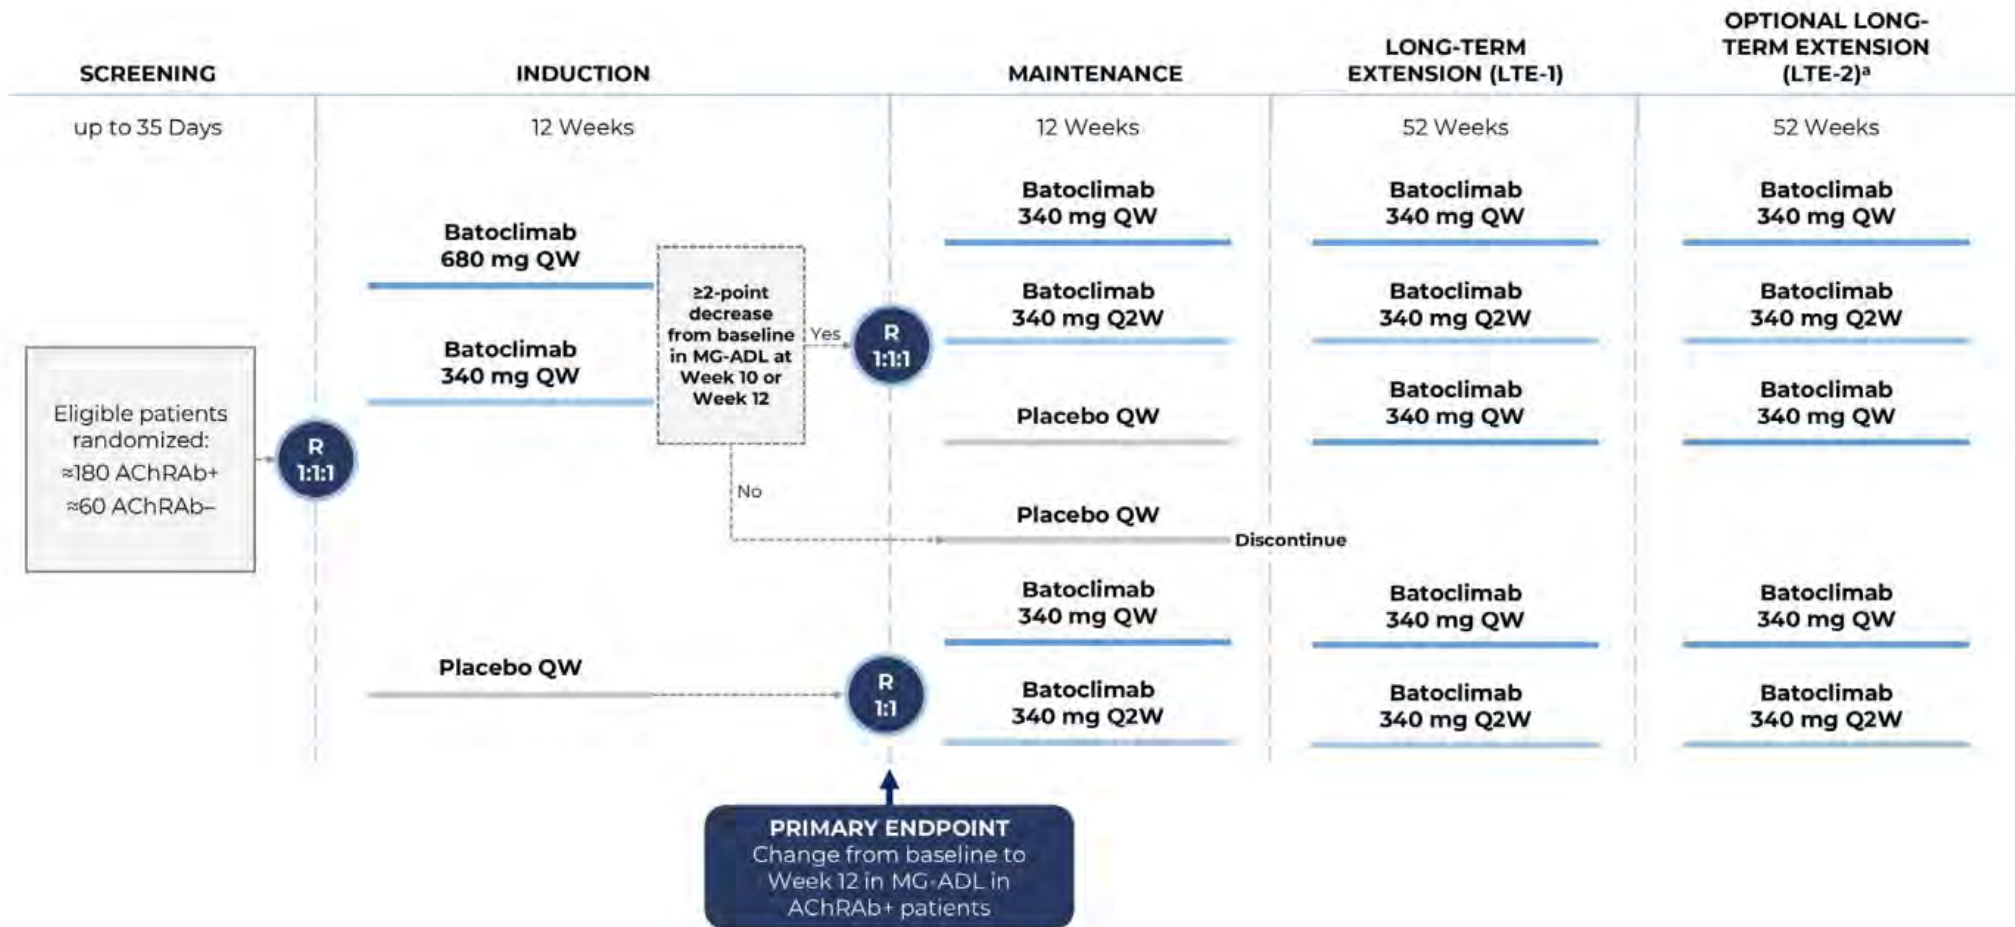 SCREENING
INDUCTION
MAINTENANCE
LONG-TERM
EXTENSION (LTE-1)
OPTIONAL LONG-
TERM EXTENSION
(LTE-2)ᵃ
up to 35 Days
12 Weeks
12 Weeks
52 Weeks
52 Weeks
Eligible patients
randomized:
≈180 AChRAb+
≈60 AChRAb–
R
1:1:1
Batoclimab
680 mg QW
Batoclimab
340 mg QW
≥2-point
decrease
from baseline
in MG-ADL at
Week 10 or
Week 12
Yes
No
R
1:1:1
Placebo QW
R
1:1
Batoclimab
340 mg QW
Batoclimab
340 mg Q2W
Placebo QW
Placebo QW
Discontinue
Batoclimab
340 mg QW
Batoclimab
340 mg Q2W
Batoclimab
340 mg QW
Batoclimab
340 mg Q2W
Batoclimab
340 mg QW
Batoclimab
340 mg QW
Batoclimab
340 mg Q2W
Batoclimab
340 mg QW
Batoclimab
340 mg Q2W
Batoclimab
340 mg QW
Batoclimab
340 mg QW
Batoclimab
340 mg Q2W
PRIMARY ENDPOINT
Change from baseline to
Week 12 in MG-ADL in
AChRAb+ patients